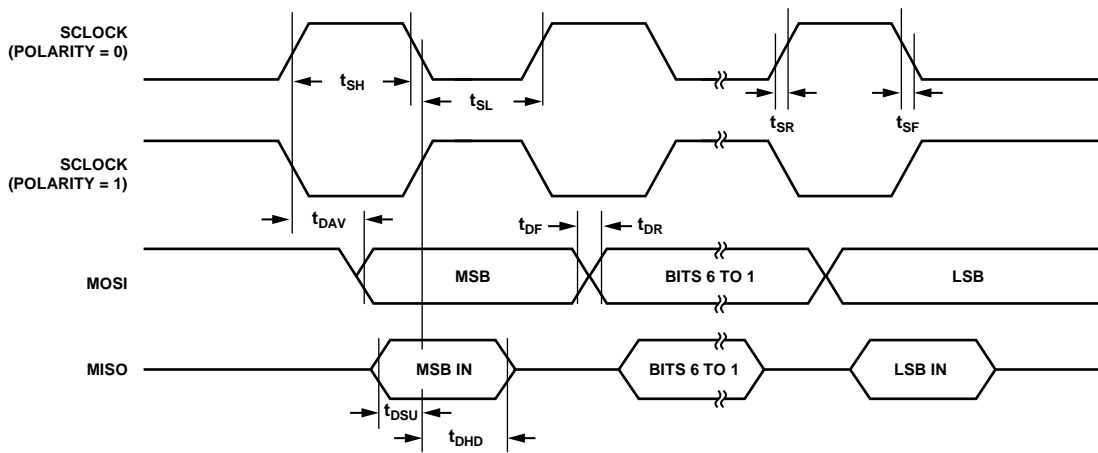 SCLOCK
(POLARITY = 0)
tSH
tSL
tSR
tSF
SCLOCK
(POLARITY = 1)
tDAV
tDF
tDR
MOSI
MSB
BITS 6 TO 1
LSB
MISO
MSB IN
BITS 6 TO 1
LSB IN
tDSU
tDHD